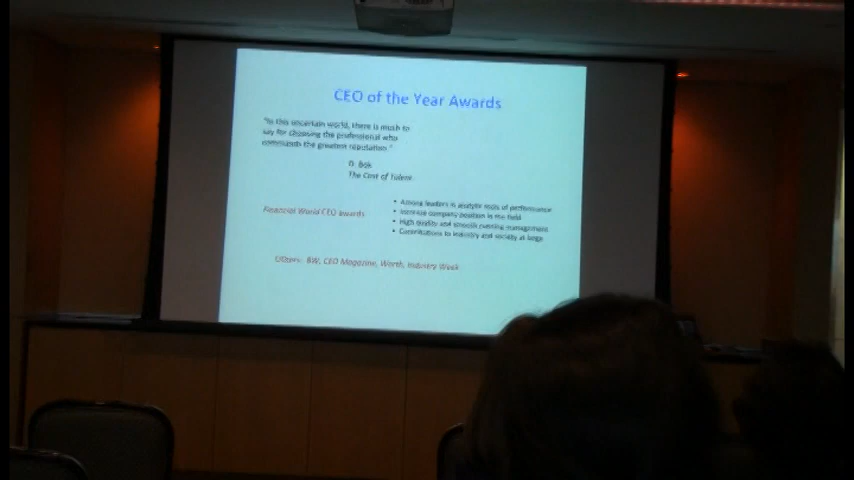 CEO of the Year Awards
"In this uncertain world, there is much to
say for choosing the professional who
commands the greatest reputation."
D. Bok
The Cost of Talent
Financial World CEO awards
• Among leaders in analytic tools of performance
• Increase company position in the field
• High quality and smooth running management
• Contributions to industry and society at large
Others: BW, CEO Magazine, Worth, Industry Week